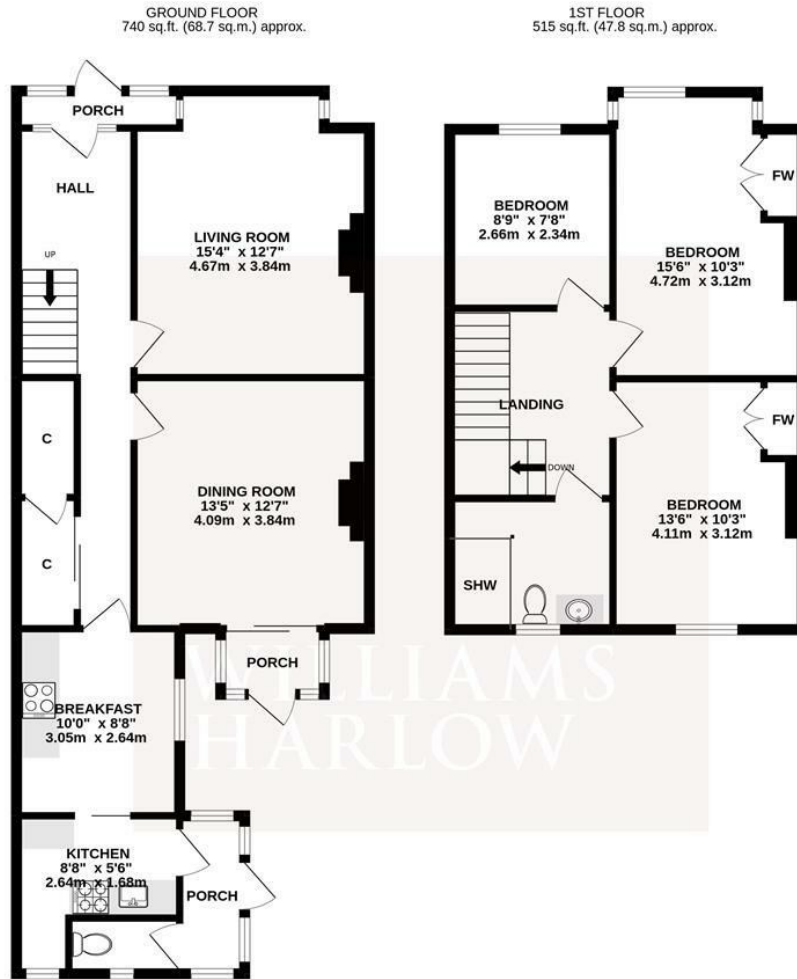 GROUND FLOOR
740 sq.ft. (68.7 sq.m.) approx.
PORCH
HALL
UP
LIVING ROOM
15'4" x 12'7"
4.67m x 3.84m
C
C
DINING ROOM
13'5" x 12'7"
4.09m x 3.84m
PORCH
BREAKFAST
10'0" x 8'8"
3.05m x 2.64m
KITCHEN
8'8" x 5'6"
2.64m x 1.68m
PORCH
1ST FLOOR
515 sq.ft. (47.8 sq.m.) approx.
BEDROOM
8'9" x 7'8"
2.66m x 2.34m
FW
BEDROOM
15'6" x 10'3"
4.72m x 3.12m
LANDING
DOWN
FW
BEDROOM
13'6" x 10'3"
4.11m x 3.12m
SHW
WILLIAMS
HARLOW